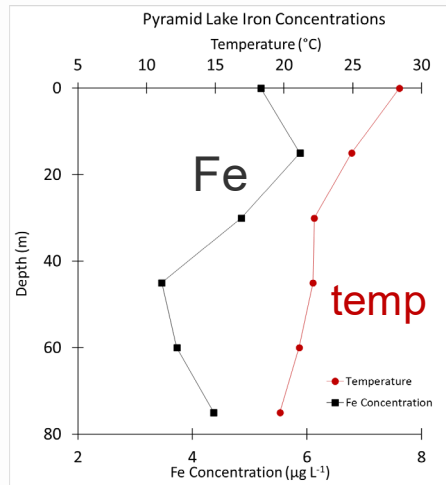 Pyramid Lake Iron Concentrations
Temperature (°C)
5 10 15 20 25 30
0
20
40
60
80
Depth (m)
Fe
temp
Temperature
Fe Concentration
2 4 6 8
Fe Concentration (µg L⁻¹)